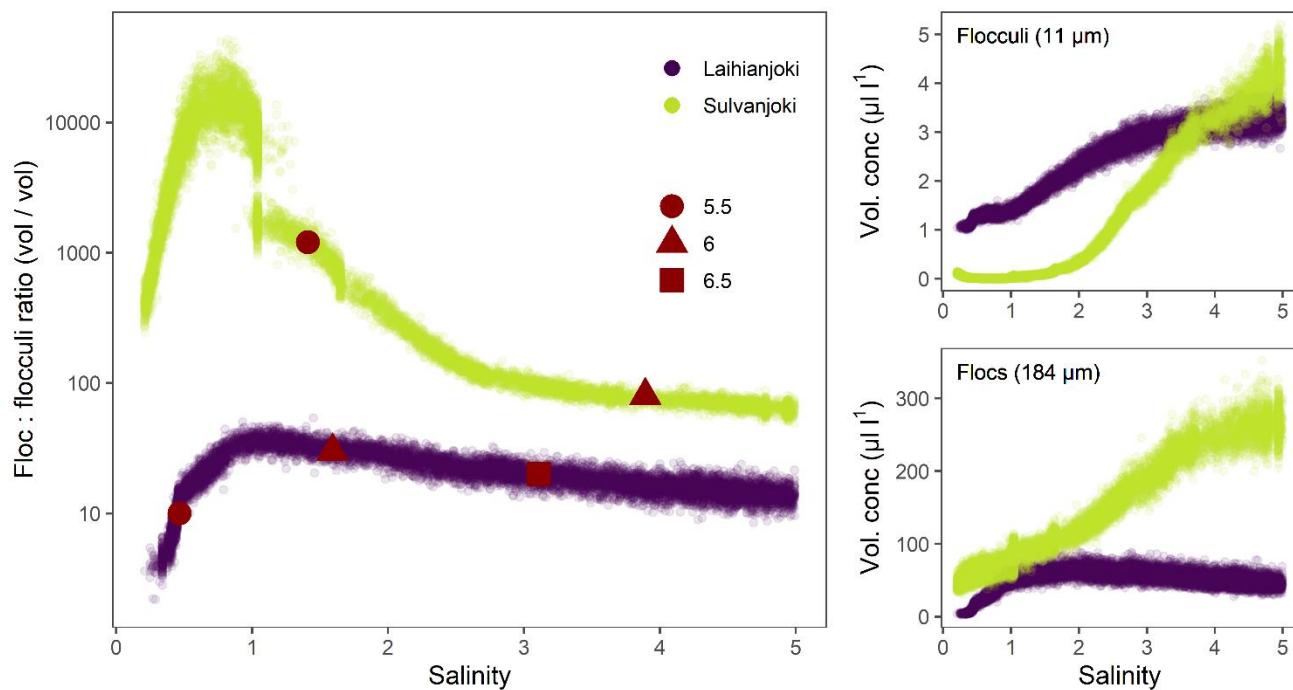 Floc : flocculi ratio (vol / vol)
10000
1000
100
10
0 1 2 3 4 5
Salinity
Laihianjoki
Sulvanjoki
5.5
6
6.5
Flocculi (11 µm)
Vol. conc (µl l⁻¹)
5
4
3
2
1
0
0 1 2 3 4 5
Flocs (184 µm)
Vol. conc (µl l⁻¹)
300
200
100
0
0 1 2 3 4 5
Salinity